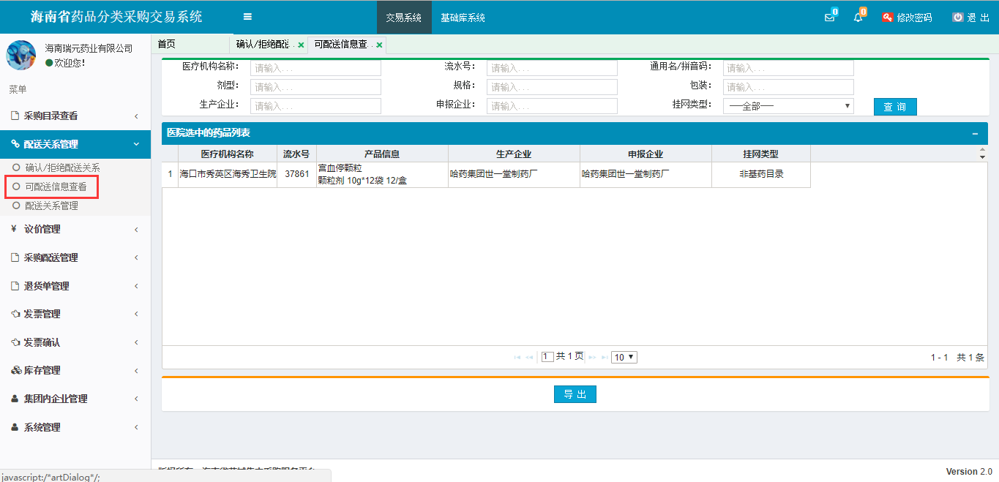 海南省药品分类采购交易系统
交易系统
基础库系统
0
0
修改密码
退 出
海南瑞元药业有限公司
欢迎您!
菜单
采购目录查看
配送关系管理
确认/拒绝配送关系
可配送信息查看
配送关系管理
议价管理
采购配送管理
退货单管理
发票管理
发票确认
库存管理
集团内企业管理
系统管理
首页
确认/拒绝配送..
可配送信息查..
医疗机构名称: 请输入...
流水号: 请输入...
通用名/拼音码: 请输入...
剂型: 请输入...
规格: 请输入...
包装: 请输入...
生产企业: 请输入...
申报企业: 请输入...
挂网类型: ──全部──
查 询
医院选中的药品列表
医疗机构名称 流水号 产品信息 生产企业 申报企业 挂网类型
1 海口市秀英区海秀卫生院 37861 宫血停颗粒 哈药集团世一堂制药厂 哈药集团世一堂制药厂 非基药目录
颗粒剂 10g*12袋 12/盒
1 共 1 页 10
1 - 1 共 1 条
导 出
Version 2.0
javascript:/*artDialog*/;